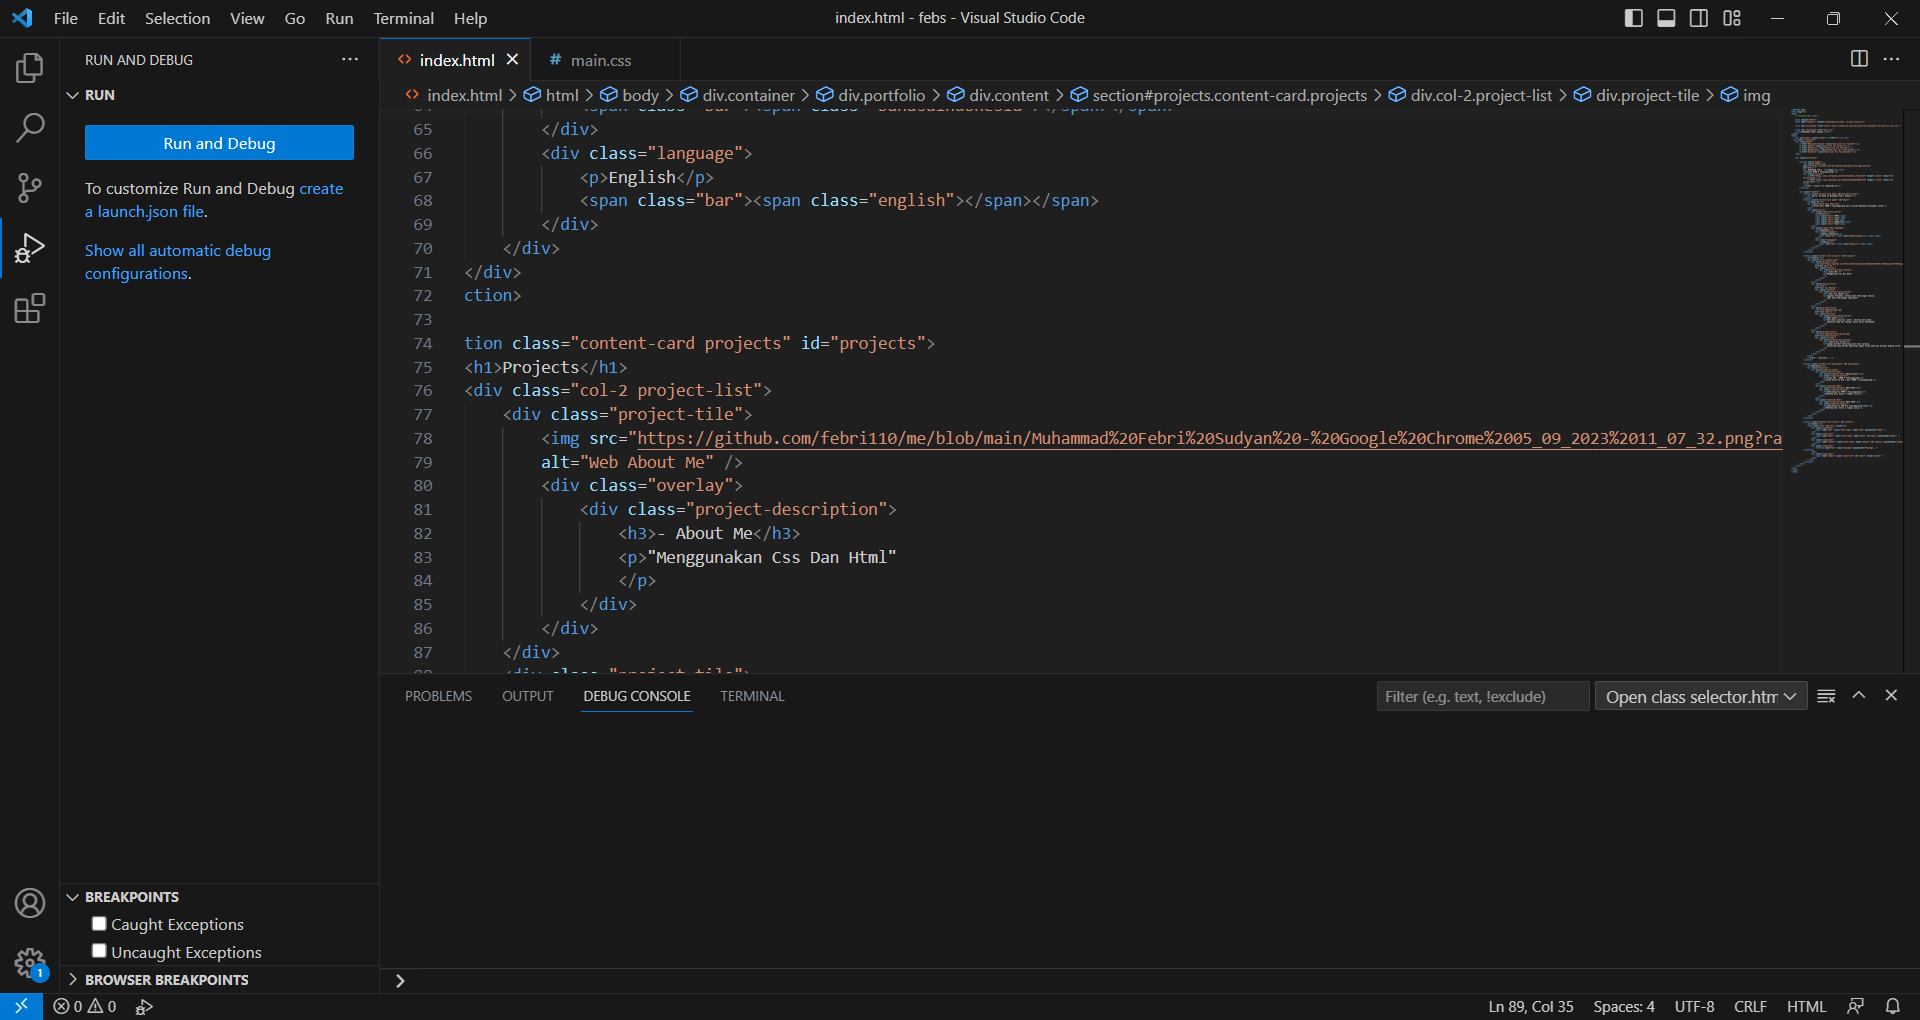 File Edit Selection View Go Run Terminal Help
index.html - febs - Visual Studio Code
RUN AND DEBUG
RUN
Run and Debug
To customize Run and Debug create
a launch.json file.
Show all automatic debug
configurations.
BREAKPOINTS
Caught Exceptions
Uncaught Exceptions
BROWSER BREAKPOINTS
1
<> index.html
# main.css
<> index.html > html > body > div.container > div.portfolio > div.content > section#projects.content-card.projects > div.col-2.project-list > div.project-tile > img
65 </div>
66 <div class="language">
67 <p>English</p>
68 <span class="bar"><span class="english"></span></span>
69 </div>
70 </div>
71 </div>
72 ction>
73
74 tion class="content-card projects" id="projects">
75 <h1>Projects</h1>
76 <div class="col-2 project-list">
77 <div class="project-tile">
78 <img src="https://github.com/febri110/me/blob/main/Muhammad%20Febri%20Sudyan%20-%20Google%20Chrome%2005_09_2023%2011_07_32.png?ra
79 alt="Web About Me" />
80 <div class="overlay">
81 <div class="project-description">
82 <h3>- About Me</h3>
83 <p>"Menggunakan Css Dan Html"
84 </p>
85 </div>
86 </div>
87 </div>
PROBLEMS OUTPUT DEBUG CONSOLE TERMINAL
Filter (e.g. text, !exclude)
Open class selector.htm
>
0 0
Ln 89, Col 35 Spaces: 4 UTF-8 CRLF HTML